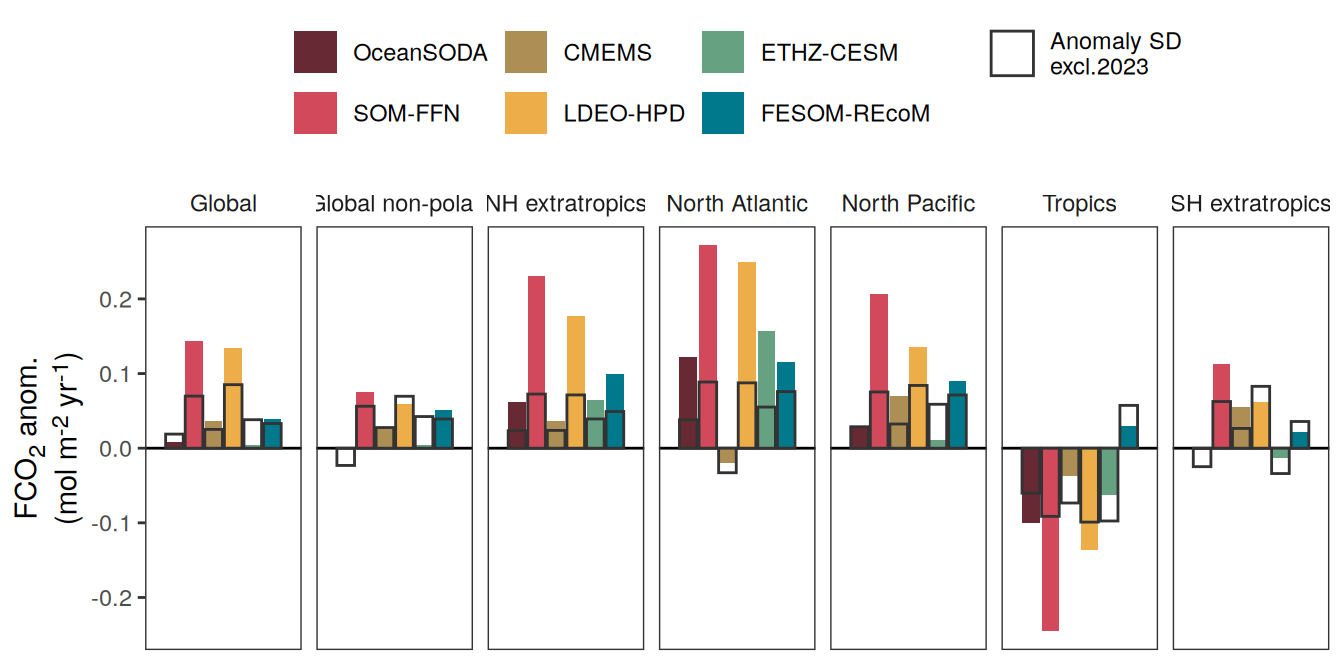 OceanSODA CMEMS ETHZ-CESM Anomaly SD
excl.2023
SOM-FFN LDEO-HPD FESOM-REcoM
Global Global non-pola NH extratropics North Atlantic North Pacific Tropics SH extratropics
FCO₂ anom.
(mol m⁻² yr⁻¹)
0.2
0.1
0.0
-0.1
-0.2